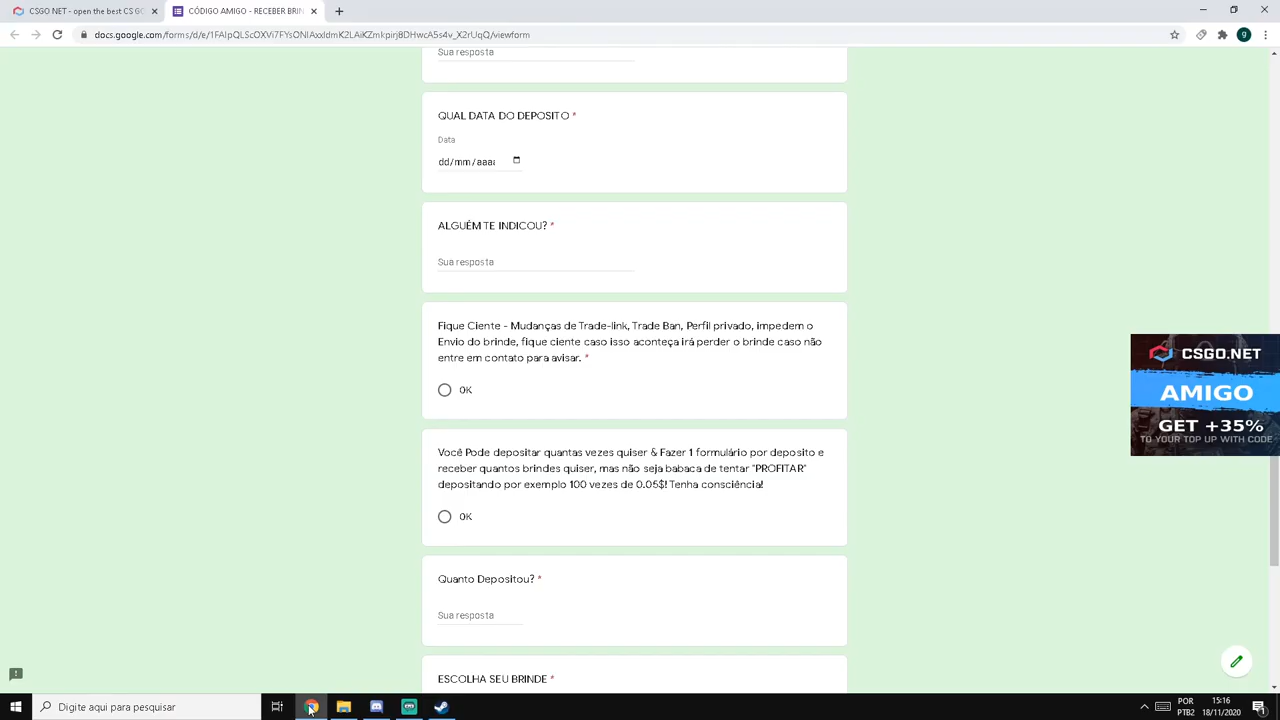 CSGO.NET - open the best CS GO
CÓDIGO AMIGO - RECEBER BRIN
Sua resposta
QUAL DATA DO DEPOSITO *
Data
dd/mm/aaaa
ALGUÉM TE INDICOU? *
Sua resposta
Fique Ciente - Mudanças de Trade-link, Trade Ban, Perfil privado, impedem o
Envio do brinde, fique ciente caso isso aconteça irá perder o brinde caso não
entre em contato para avisar. *
OK
Você Pode depositar quantas vezes quiser & Fazer 1 formulário por deposito e
receber quantos brindes quiser, mas não seja babaca de tentar "PROFITAR"
depositando por exemplo 100 vezes de 0.05$! Tenha consciência!
OK
Quanto Depositou? *
Sua resposta
ESCOLHA SEU BRINDE *
CSGO.NET
AMIGO
GET +35%
TO YOUR TOP UP WITH CODE
Digite aqui para pesquisar
POR
PTB2
15:16
18/11/2020